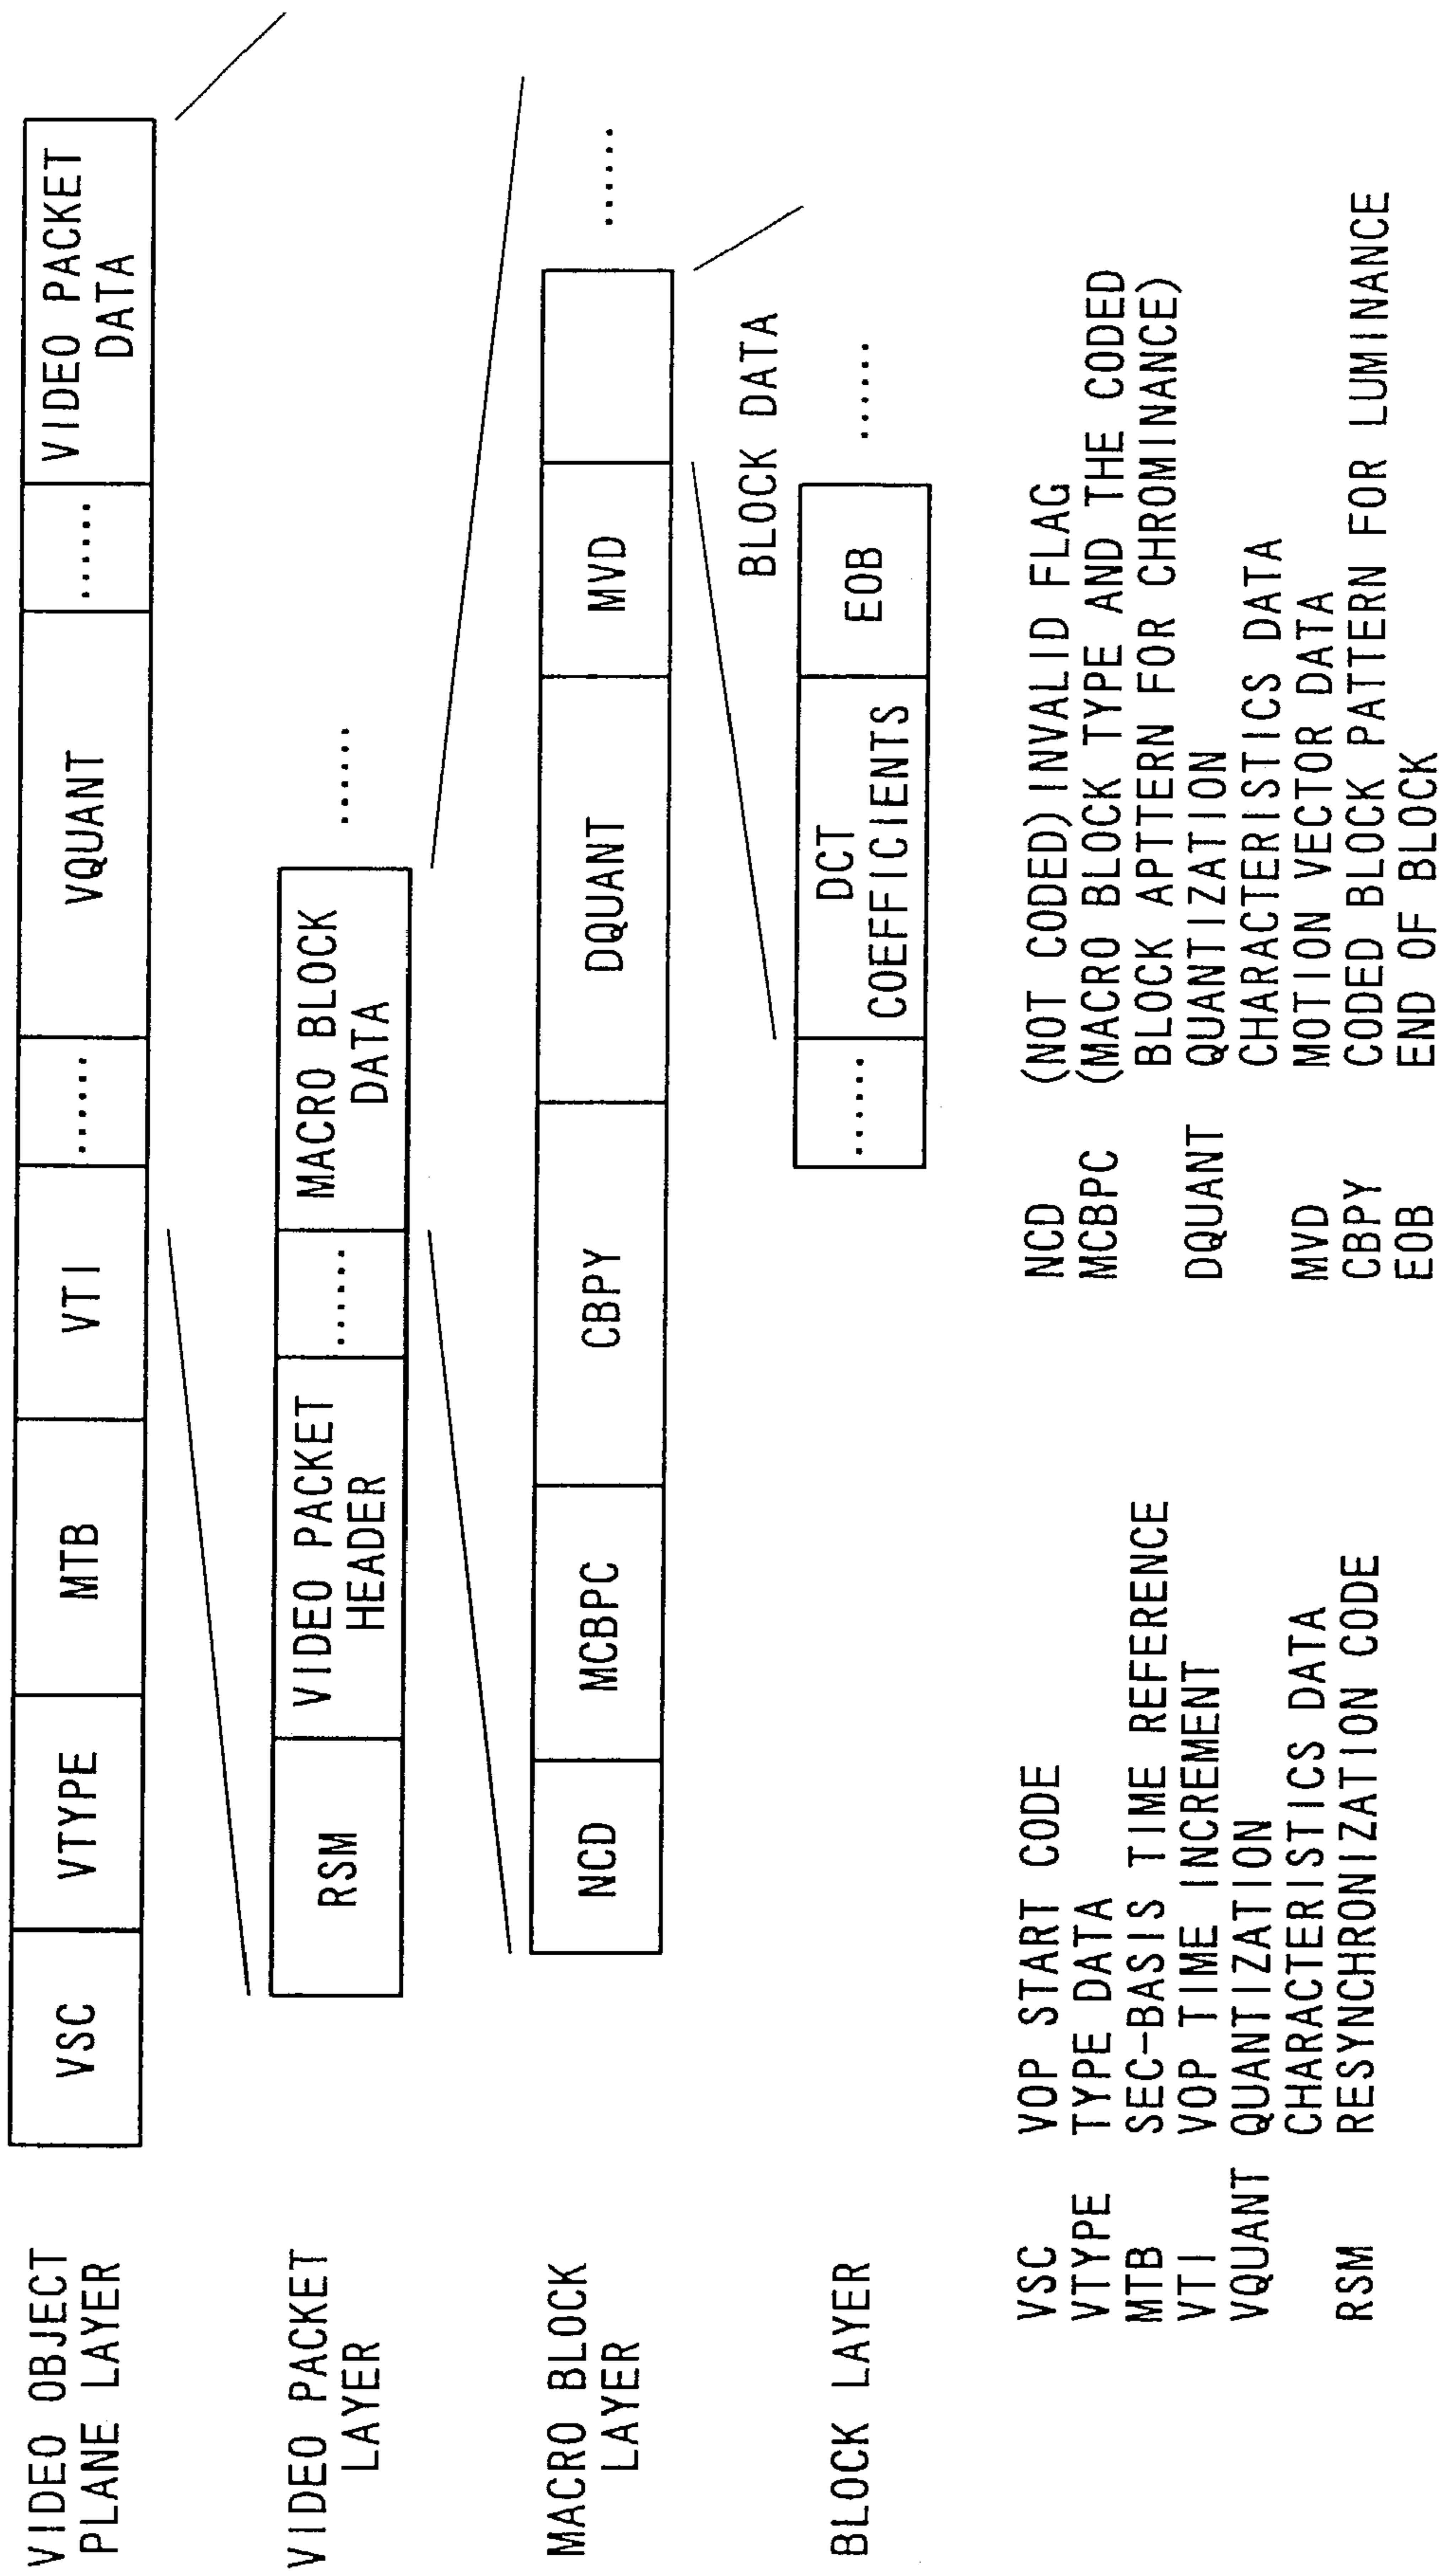 VIDEO OBJECT
PLANE LAYER
VSC
VTYPE
MTB
VTI
......
VQUANT
......
VIDEO PACKET
DATA
VIDEO PACKET
LAYER
RSM
VIDEO PACKET
HEADER
......
MACRO BLOCK
DATA
......
MACRO BLOCK
LAYER
NCD
MCBPC
CBPY
DQUANT
MVD
......
BLOCK DATA
BLOCK LAYER
......
DCT
COEFFICIENTS
EOB
......
VSC VOP START CODE
VTYPE TYPE DATA
MTB SEC-BASIS TIME REFERENCE
VTI VOP TIME INCREMENT
VQUANT QUANTIZATION
CHARACTERISTICS DATA
RSM RESYNCHRONIZATION CODE
NCD (NOT CODED) INVALID FLAG
MCBPC (MACRO BLOCK TYPE AND THE CODED
BLOCK APTTERN FOR CHROMINANCE)
DQUANT QUANTIZATION
CHARACTERISTICS DATA
MVD MOTION VECTOR DATA
CBPY CODED BLOCK PATTERN FOR LUMINANCE
EOB END OF BLOCK